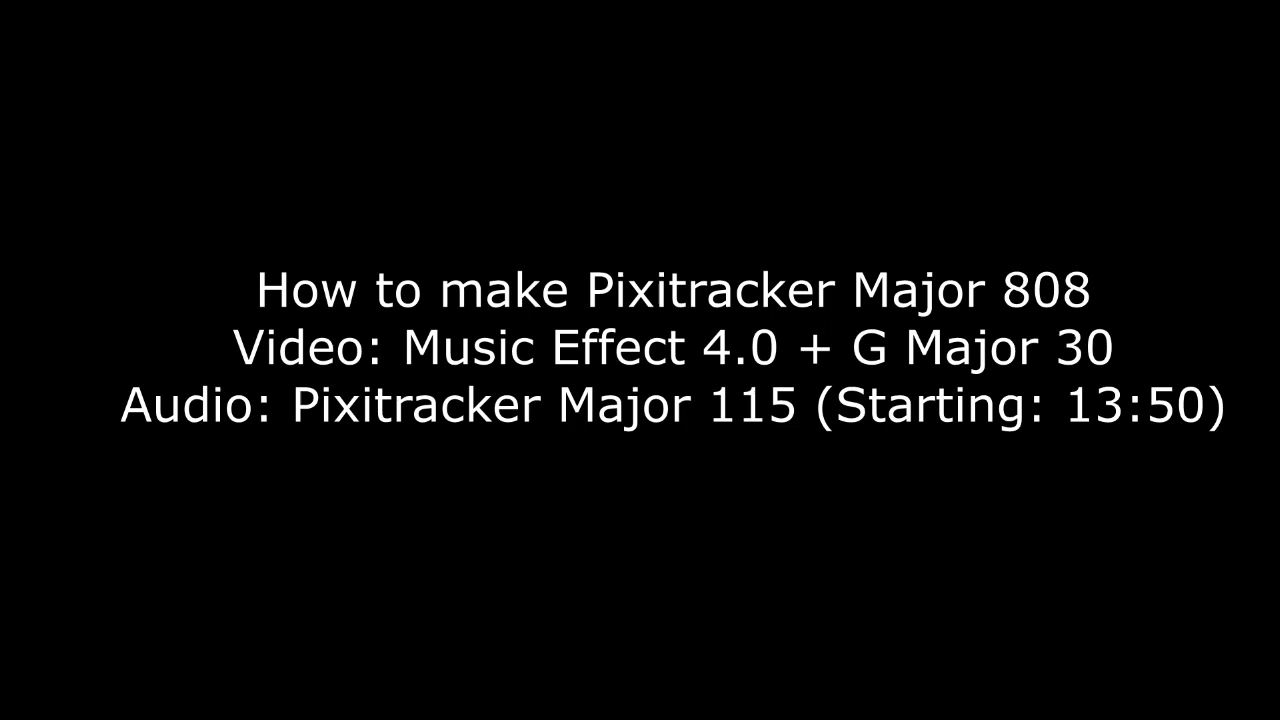 How to make Pixitracker Major 808
Video: Music Effect 4.0 + G Major 30
Audio: Pixitracker Major 115 (Starting: 13:50)